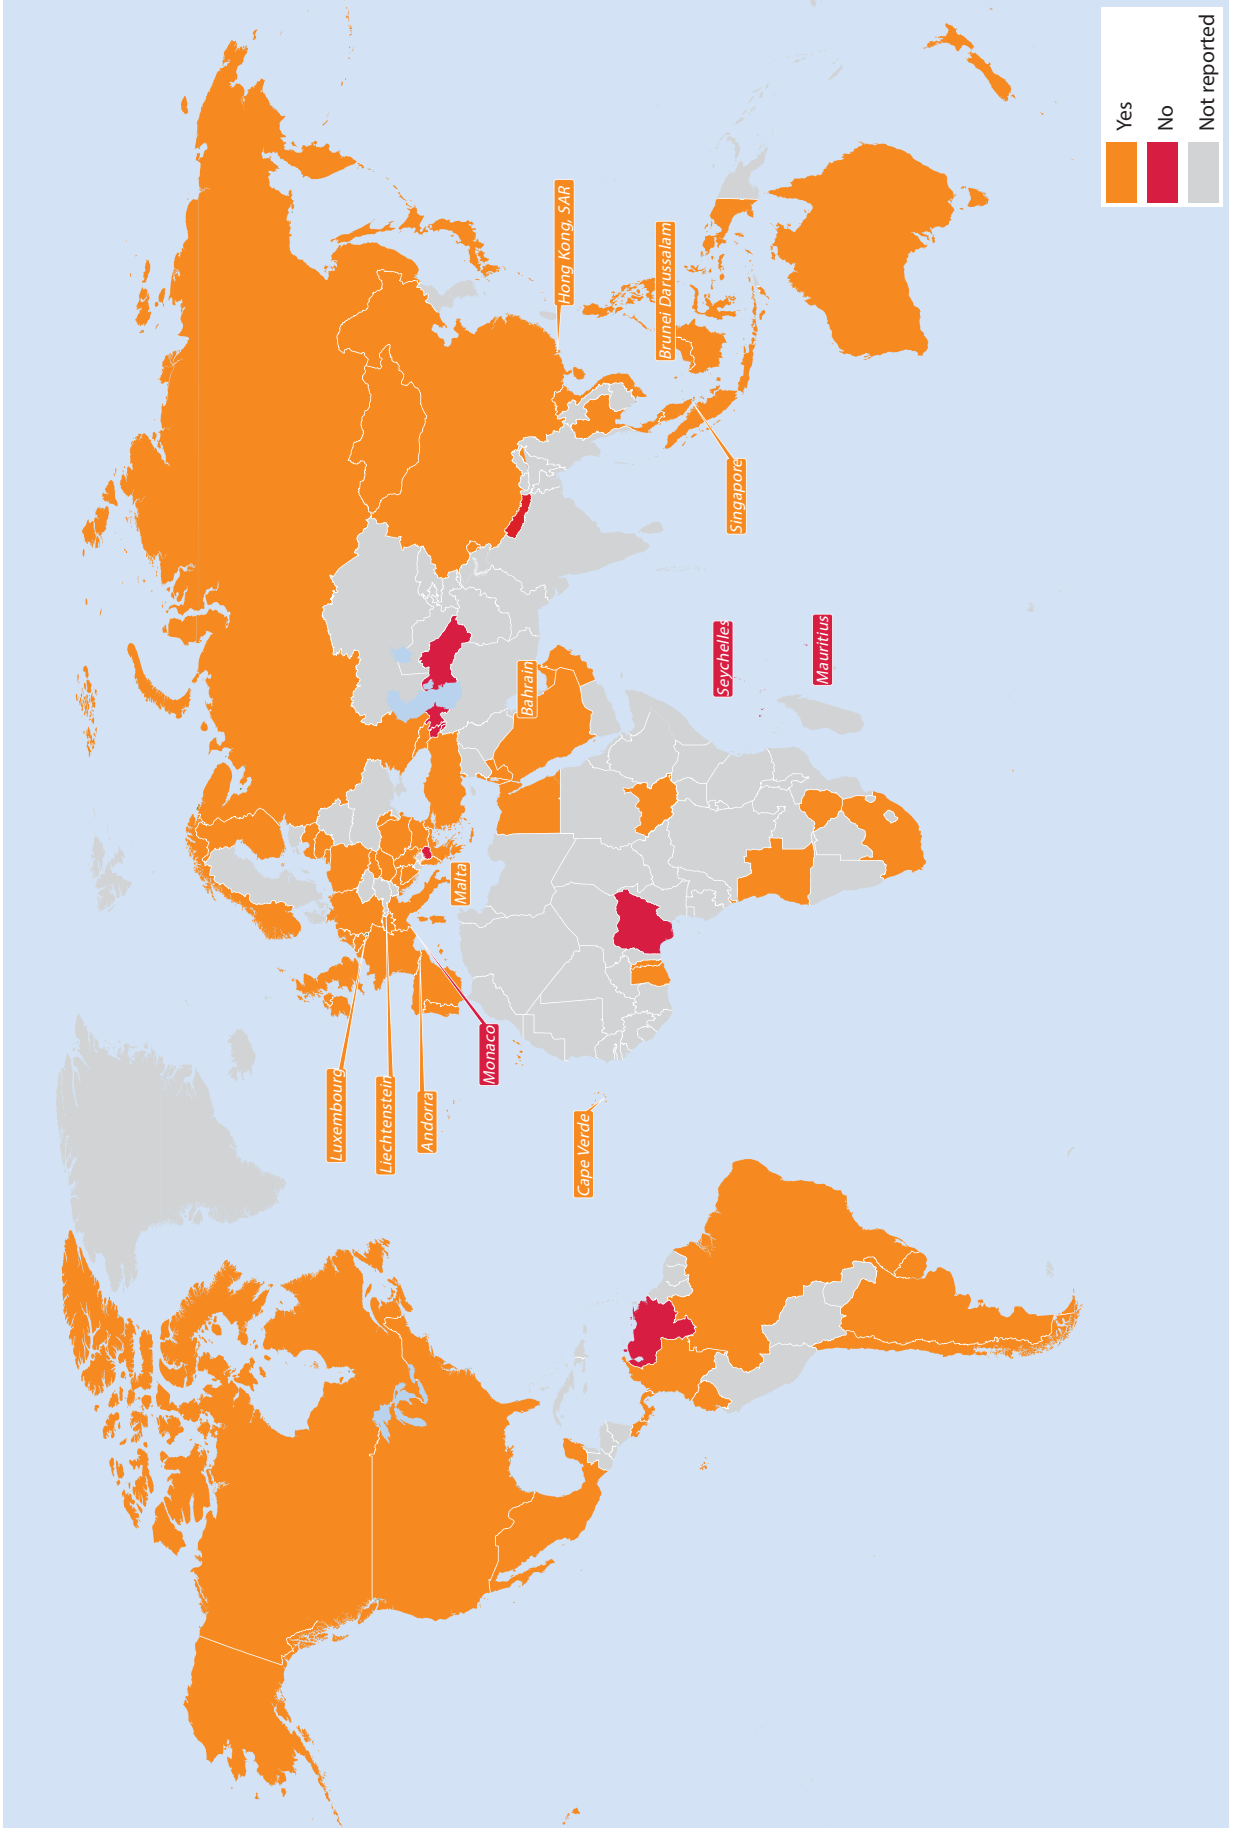 Luxembourg
Liechtenstein
Andorra
Monaco
Malta
Cape Verde
Bahrain
Seychelles
Mauritius
Singapore
Brunei Darussalam
Hong Kong, SAR
Yes
No
Not reported